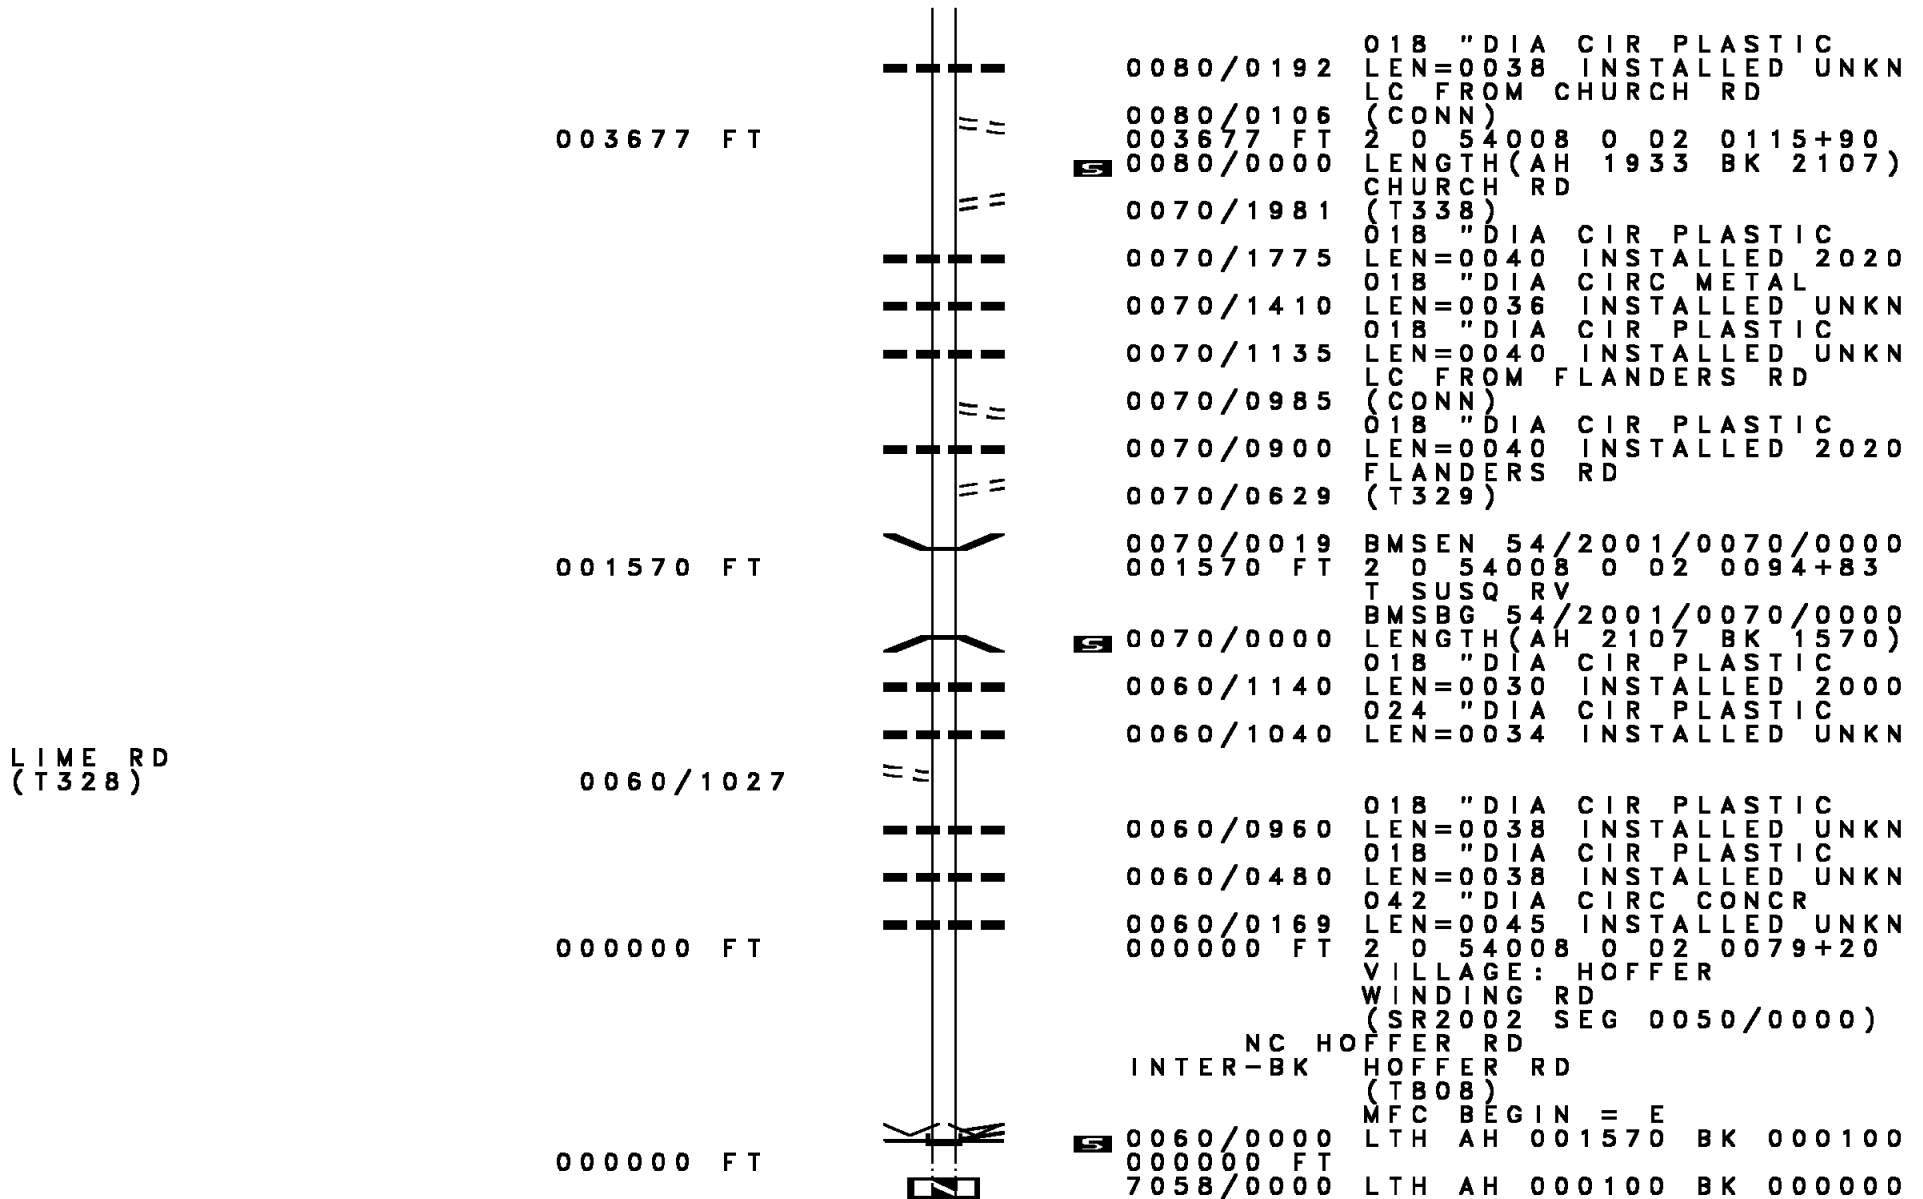 018 "DIA CIR PLASTIC
0080/0192 LEN=0038 INSTALLED UNKN
LC FROM CHURCH RD
0080/0106 (CONN)
003677 FT 003677 FT 2 0 54008 0 02 0115+90
S 0080/0000 LENGTH(AH 1933 BK 2107)
CHURCH RD
0070/1981 (T338)
018 "DIA CIR PLASTIC
0070/1775 LEN=0040 INSTALLED 2020
018 "DIA CIRC METAL
0070/1410 LEN=0036 INSTALLED UNKN
018 "DIA CIR PLASTIC
0070/1135 LEN=0040 INSTALLED UNKN
LC FROM FLANDERS RD
0070/0985 (CONN)
018 "DIA CIR PLASTIC
0070/0900 LEN=0040 INSTALLED 2020
FLANDERS RD
0070/0629 (T329)
0070/0019 BMSEN 54/2001/0070/0000
001570 FT 001570 FT 2 0 54008 0 02 0094+83
T SUSQ RV
BMSBG 54/2001/0070/0000
S 0070/0000 LENGTH(AH 2107 BK 1570)
018 "DIA CIR PLASTIC
0060/1140 LEN=0030 INSTALLED 2000
024 "DIA CIR PLASTIC
0060/1040 LEN=0034 INSTALLED UNKN
LIME RD
(T328) 0060/1027
018 "DIA CIR PLASTIC
0060/0960 LEN=0038 INSTALLED UNKN
018 "DIA CIR PLASTIC
0060/0480 LEN=0038 INSTALLED UNKN
042 "DIA CIRC CONCR
0060/0169 LEN=0045 INSTALLED UNKN
000000 FT 000000 FT 2 0 54008 0 02 0079+20
VILLAGE: HOFFER
WINDING RD
(SR2002 SEG 0050/0000)
NC HOFFER RD
INTER-BK HOFFER RD
(T808)
MFC BEGIN = E
S 0060/0000 LTH AH 001570 BK 000100
000000 FT 000000 FT
7058/0000 LTH AH 000100 BK 000000